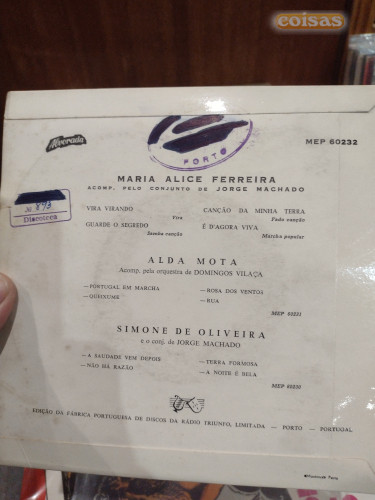 coisas
Alvorada
MEP 60232
PORTO
MARIA ALICE FERREIRA
ACOMP. PELO CONJUNTO DE JORGE MACHADO
VIRA VIRANDO
Vira
GUARDE O SEGREDO
Samba canção
CANÇÃO DA MINHA TERRA
Fado canção
É D'AGORA VIVA
Marcha popular
Discoteca
ALDA MOTA
Acomp. pela orquestra de DOMINGOS VILAÇA
—PORTUGAL EM MARCHA
—QUEIXUME
—ROSA DOS VENTOS
—RUA
MEP 60231
SIMONE DE OLIVEIRA
e o conj. de JORGE MACHADO
—A SAUDADE VEM DEPOIS
—NÃO HÁ RAZÃO
—TERRA FORMOSA
—A NOITE É BELA
MEP 60230
EDIÇÃO DA FÁBRICA PORTUGUESA DE DISCOS DA RÁDIO TRIUNFO, LIMITADA — PORTO — PORTUGAL